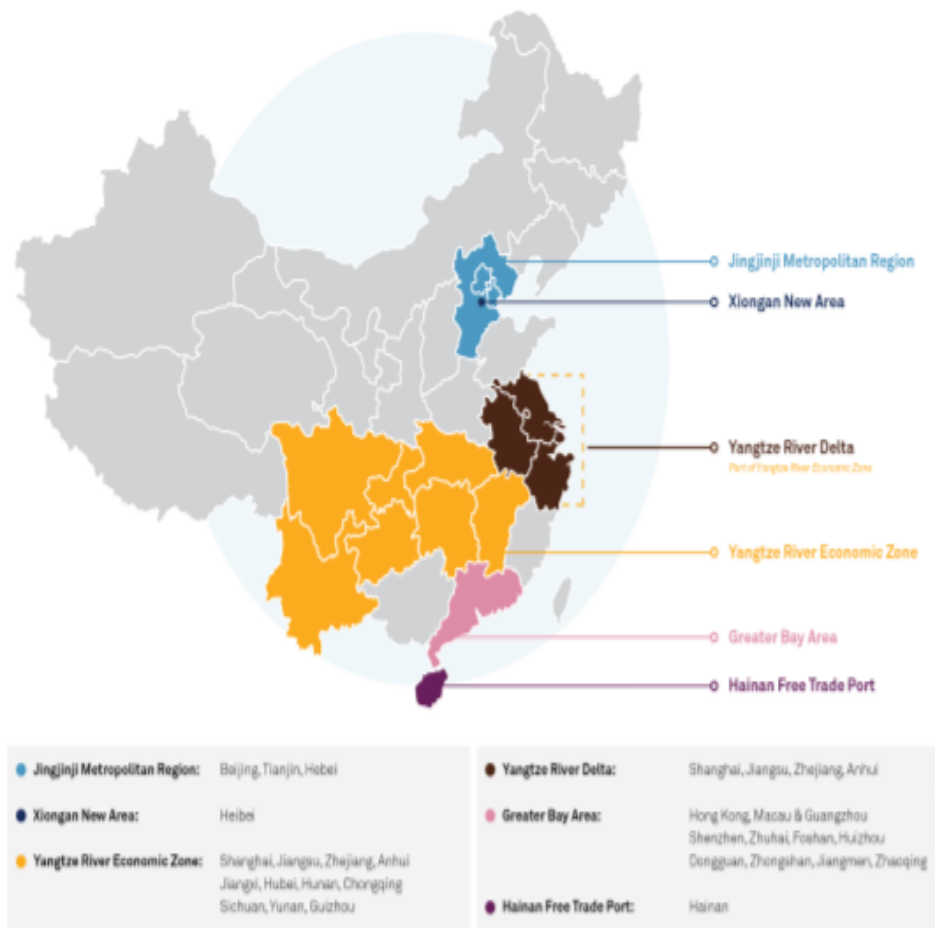 Jingjinji Metropolitan Region
Xiongan New Area
Yangtze River Delta
Part of Yangtze River Economic Zone
Yangtze River Economic Zone
Greater Bay Area
Hainan Free Trade Port
Jingjinji Metropolitan Region: Beijing, Tianjin, Hebei
Xiongan New Area: Heibei
Yangtze River Economic Zone: Shanghai, Jiangsu, Zhejiang, Anhui
Jiangxi, Hubei, Hunan, Chongqing
Sichuan, Yunan, Guizhou
Yangtze River Delta: Shanghai, Jiangsu, Zhejiang, Anhui
Greater Bay Area: Hong Kong, Macau & Guangzhou
Shenzhen, Zhuhai, Foshan, Huizhou
Dongguan, Zhongshan, Jiangmen, Zhaoqing
Hainan Free Trade Port: Hainan